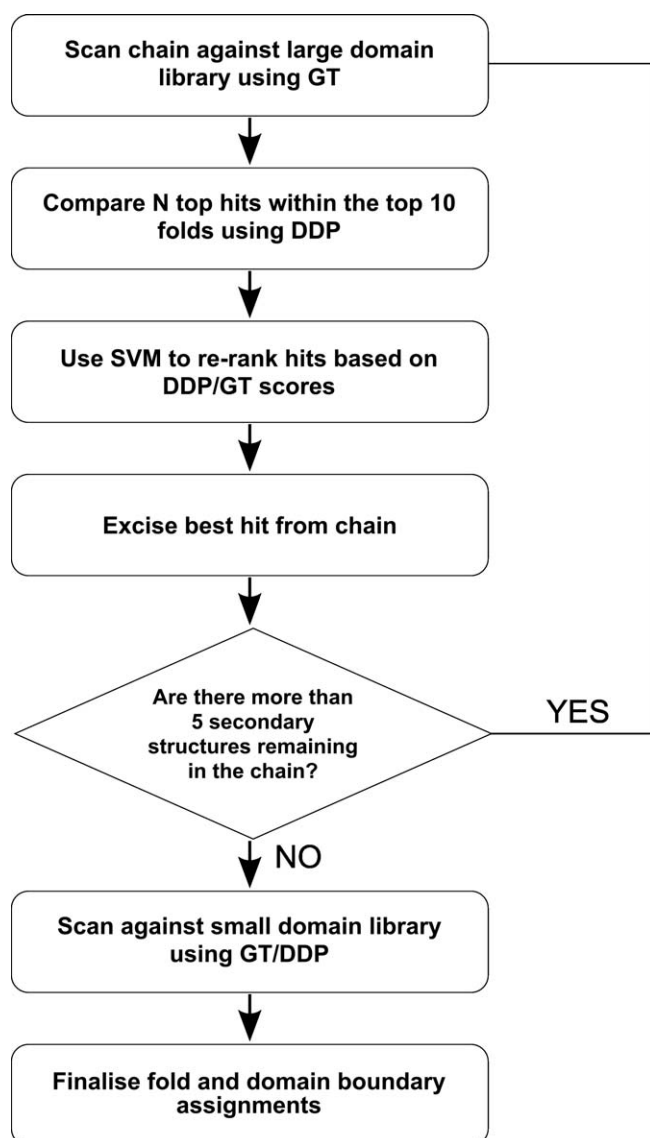 Scan chain against large domain
library using GT
Compare N top hits within the top 10
folds using DDP
Use SVM to re-rank hits based on
DDP/GT scores
Excise best hit from chain
Are there more than
5 secondary
structures remaining
in the chain?
YES
NO
Scan against small domain library
using GT/DDP
Finalise fold and domain boundary
assignments